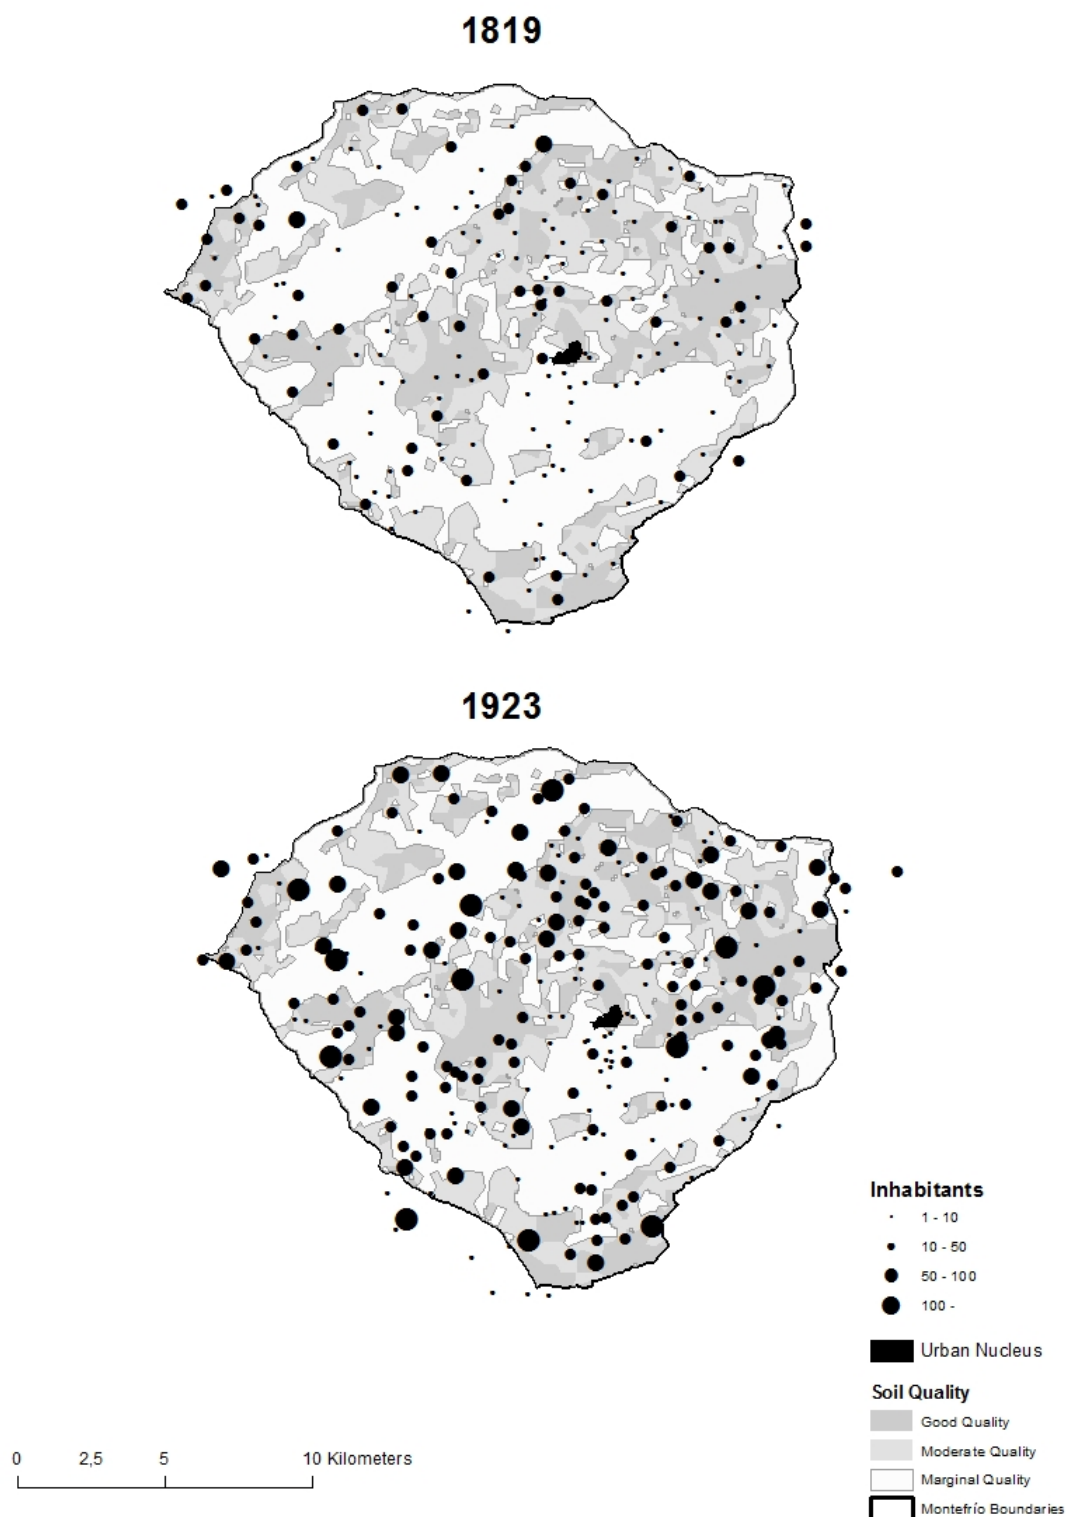 1819
1923
Inhabitants
1 - 10
10 - 50
50 - 100
100 -
Urban Nucleus
Soil Quality
Good Quality
Moderate Quality
Marginal Quality
Montefrío Boundaries
0 2,5 5 10 Kilometers